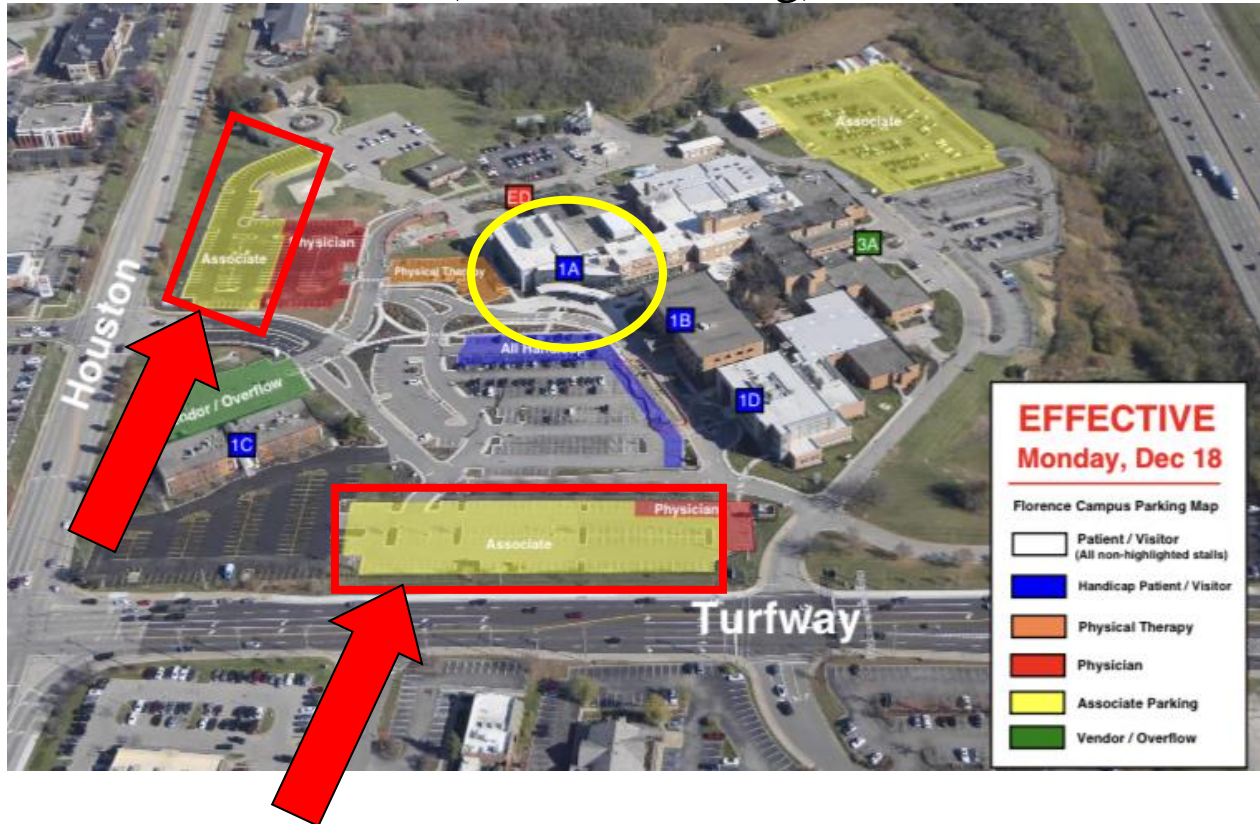 Associate
ED
Physician
3A
Associate
Physical Therapy
1A
Houston
1B
All Handicap
Vendor / Overflow
1D
1C
EFFECTIVE
Monday, Dec 18
Florence Campus Parking Map
Patient / Visitor
(All non-highlighted stalls)
Handicap Patient / Visitor
Physical Therapy
Physician
Associate Parking
Vendor / Overflow
Physician
Associate
Turfway